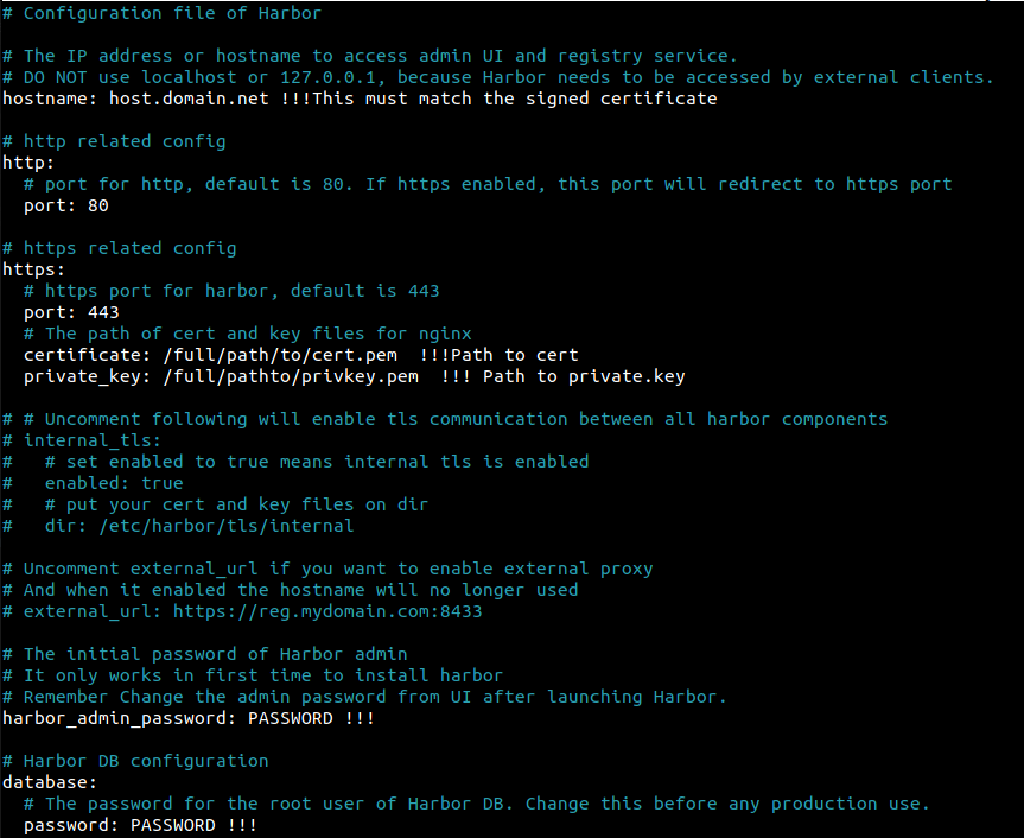 # Configuration file of Harbor
# The IP address or hostname to access admin UI and registry service.
# DO NOT use localhost or 127.0.0.1, because Harbor needs to be accessed by external clients.
hostname: host.domain.net !!!This must match the signed certificate
# http related config
http:
  # port for http, default is 80. If https enabled, this port will redirect to https port
  port: 80
# https related config
https:
  # https port for harbor, default is 443
  port: 443
  # The path of cert and key files for nginx
  certificate: /full/path/to/cert.pem  !!!Path to cert
  private_key: /full/pathto/privkey.pem  !!! Path to private.key
# # Uncomment following will enable tls communication between all harbor components
# internal_tls:
#   # set enabled to true means internal tls is enabled
#   enabled: true
#   # put your cert and key files on dir
#   dir: /etc/harbor/tls/internal
# Uncomment external_url if you want to enable external proxy
# And when it enabled the hostname will no longer used
# external_url: https://reg.mydomain.com:8433
# The initial password of Harbor admin
# It only works in first time to install harbor
# Remember Change the admin password from UI after launching Harbor.
harbor_admin_password: PASSWORD !!!
# Harbor DB configuration
database:
  # The password for the root user of Harbor DB. Change this before any production use.
  password: PASSWORD !!!